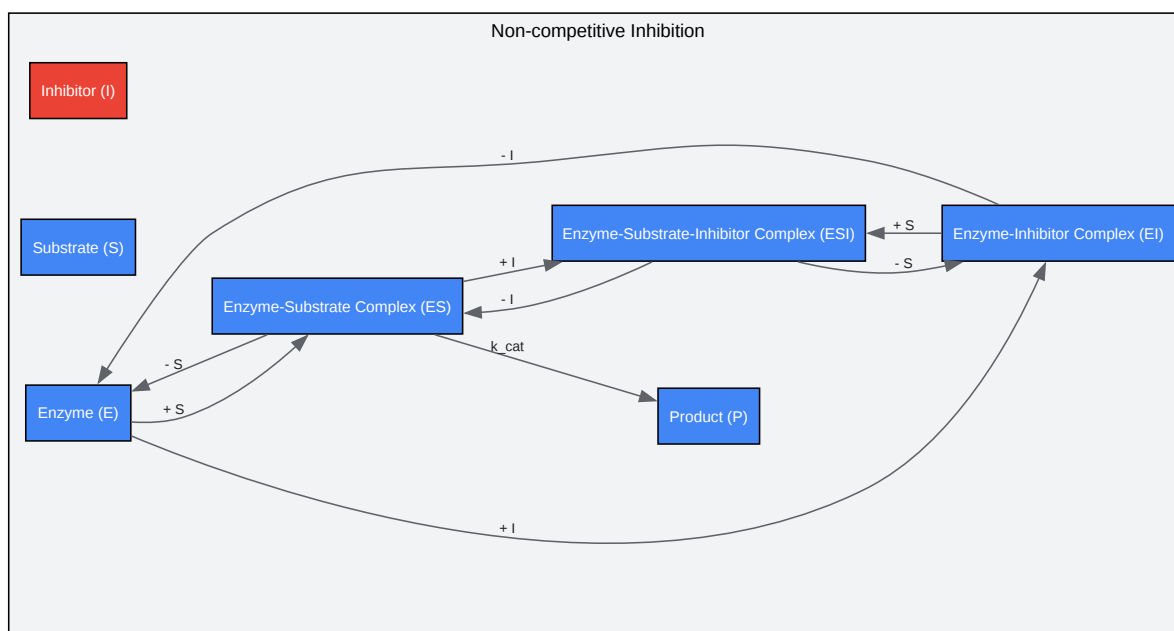 Non-competitive Inhibition
Inhibitor (I)
- I
Substrate (S)
Enzyme-Substrate-Inhibitor Complex (ESI)
+ S
Enzyme-Inhibitor Complex (EI)
- S
+ I
- I
Enzyme-Substrate Complex (ES)
k_cat
- S
Enzyme (E)
+ S
Product (P)
+ I